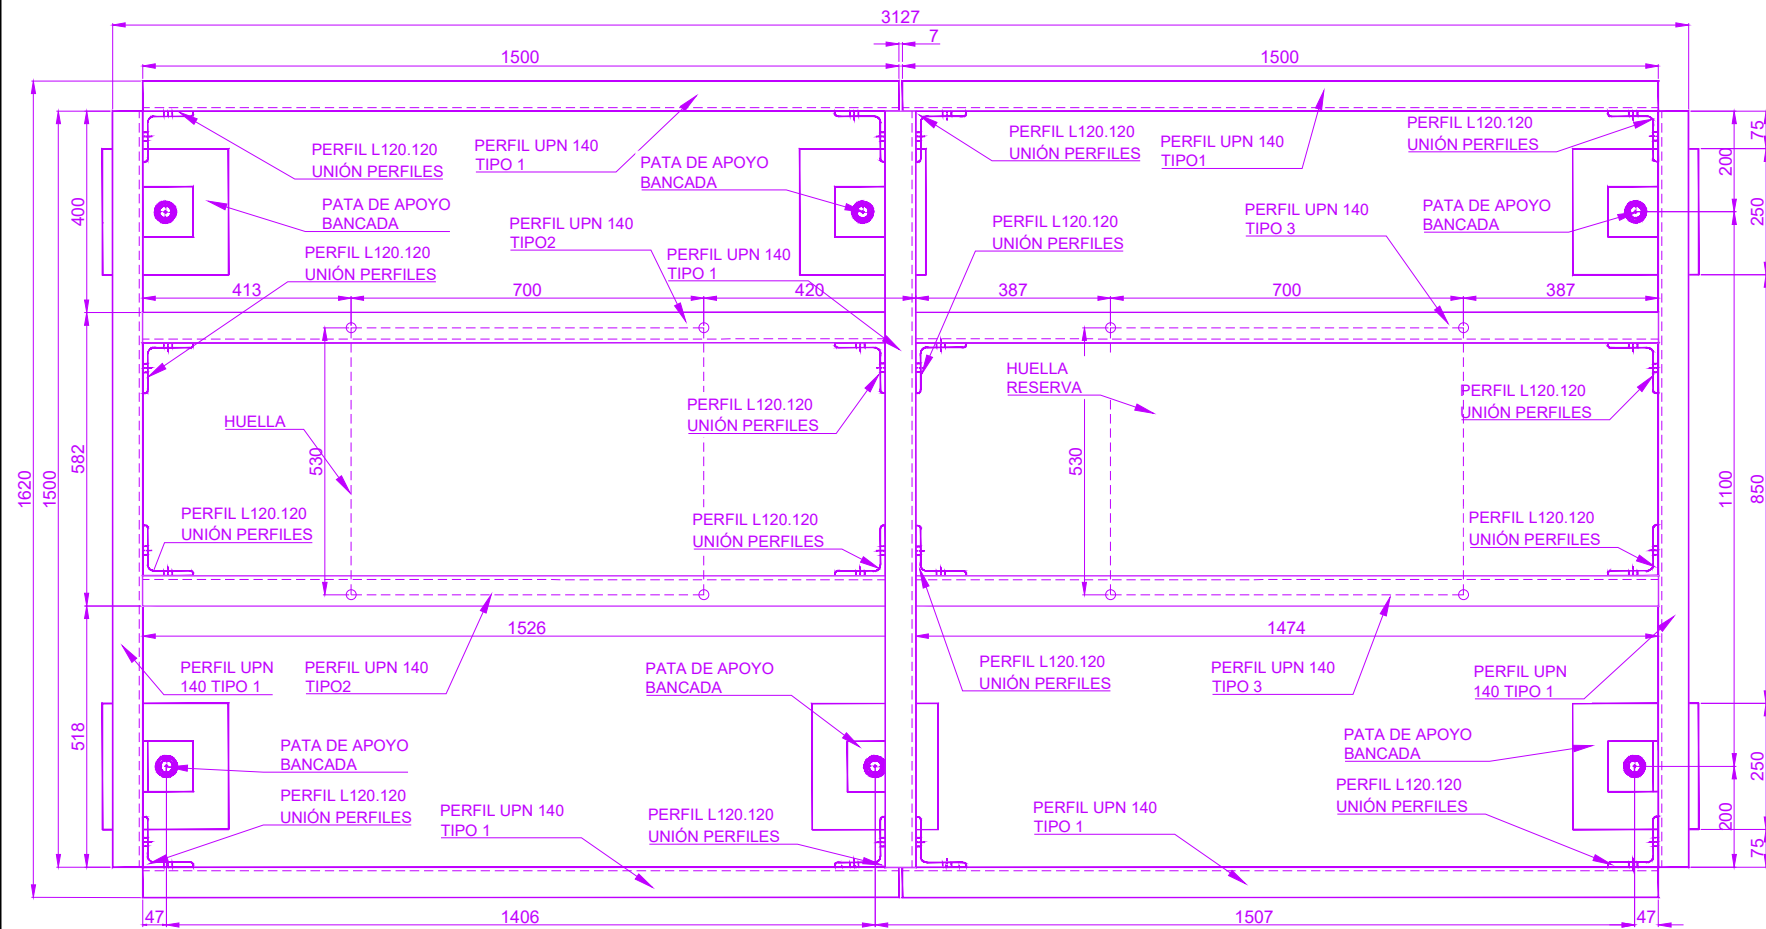 3127
7
1500
1500
PERFIL L120.120
UNIÓN PERFILES
PERFIL UPN 140
TIPO 1
PATA DE APOYO
BANCADA
PERFIL L120.120
UNIÓN PERFILES
PERFIL UPN 140
TIPO1
PERFIL L120.120
UNIÓN PERFILES
75
200
250
400
PATA DE APOYO
BANCADA
PERFIL UPN 140
TIPO2
PERFIL L120.120
UNIÓN PERFILES
PERFIL UPN 140
TIPO 3
PATA DE APOYO
BANCADA
PERFIL L120.120
UNIÓN PERFILES
PERFIL UPN 140
TIPO 1
413
700
420
387
700
387
HUELLA
RESERVA
PERFIL L120.120
UNIÓN PERFILES
PERFIL L120.120
UNIÓN PERFILES
HUELLA
530
530
582
1620
1500
1100
850
PERFIL L120.120
UNIÓN PERFILES
PERFIL L120.120
UNIÓN PERFILES
PERFIL L120.120
UNIÓN PERFILES
1526
1474
PERFIL UPN
140 TIPO 1
PERFIL UPN 140
TIPO2
PATA DE APOYO
BANCADA
PERFIL L120.120
UNIÓN PERFILES
PERFIL UPN 140
TIPO 3
PERFIL UPN
140 TIPO 1
518
PATA DE APOYO
BANCADA
PATA DE APOYO
BANCADA
250
PERFIL L120.120
UNIÓN PERFILES
PERFIL UPN 140
TIPO 1
PERFIL L120.120
UNIÓN PERFILES
PERFIL UPN 140
TIPO 1
PERFIL L120.120
UNIÓN PERFILES
200
75
47
1406
1507
47